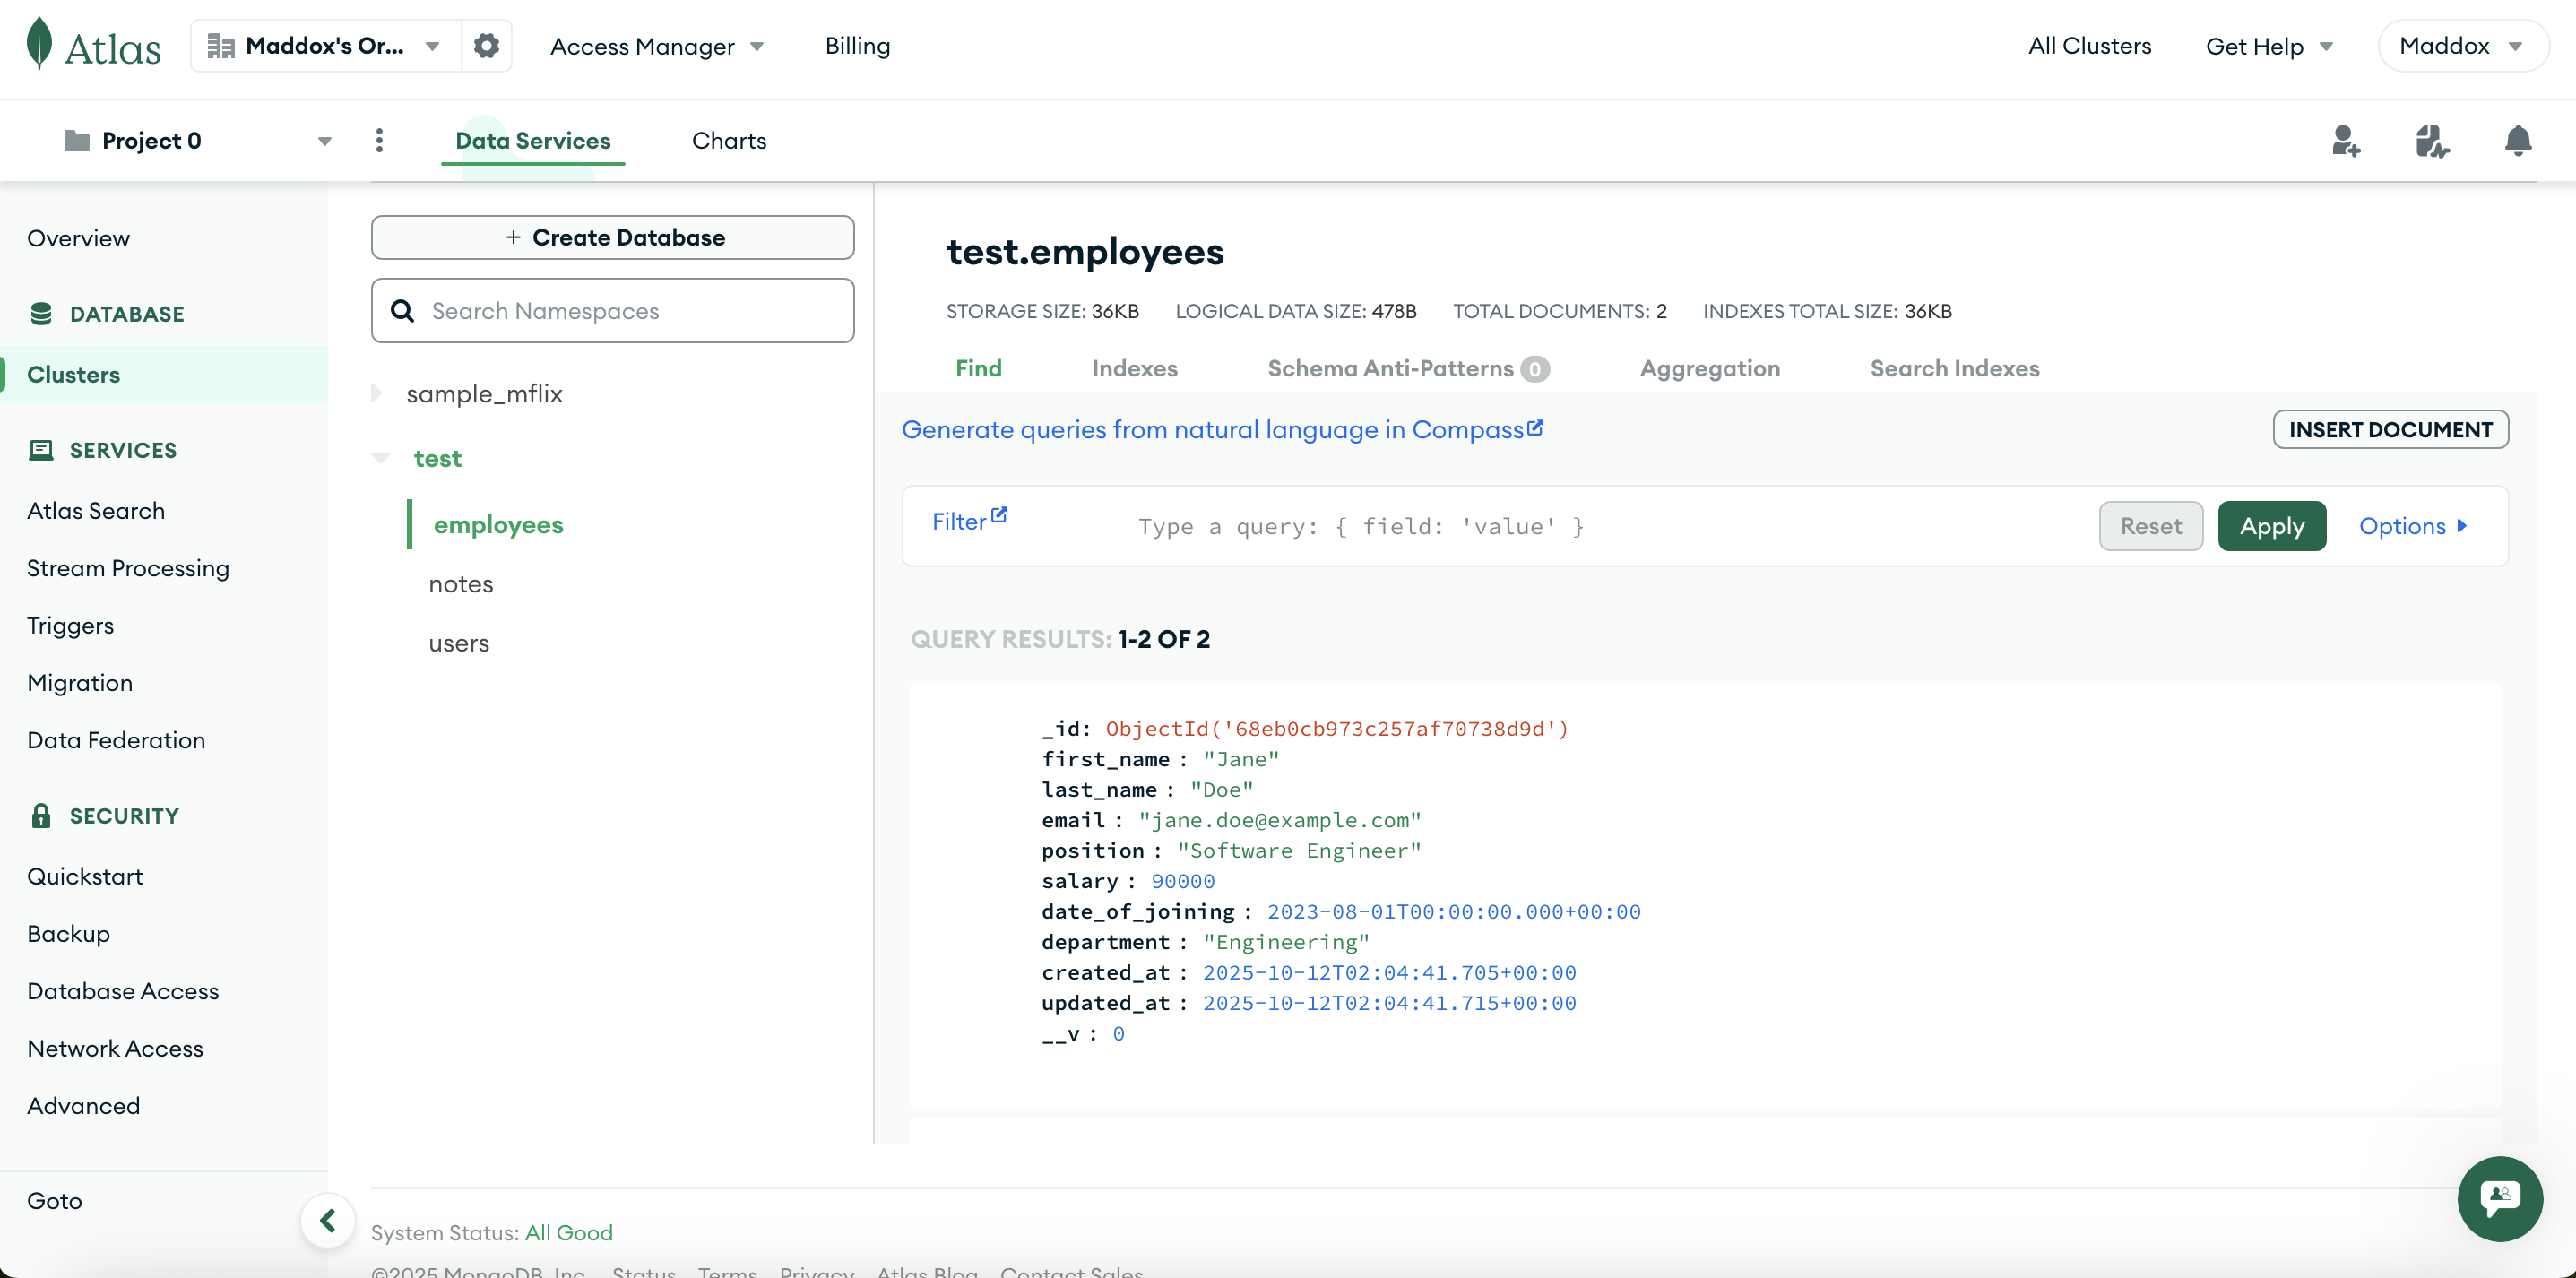 Atlas
Maddox's Or...
Access Manager
Billing
All Clusters
Get Help
Maddox
Project 0
Data Services
Charts
Overview
DATABASE
Clusters
SERVICES
Atlas Search
Stream Processing
Triggers
Migration
Data Federation
SECURITY
Quickstart
Backup
Database Access
Network Access
Advanced
Goto
+ Create Database
Search Namespaces
sample_mflix
test
employees
notes
users
test.employees
STORAGE SIZE: 36KB LOGICAL DATA SIZE: 478B TOTAL DOCUMENTS: 2 INDEXES TOTAL SIZE: 36KB
Find Indexes Schema Anti-Patterns 0 Aggregation Search Indexes
Generate queries from natural language in Compass
INSERT DOCUMENT
Filter Type a query: { field: 'value' } Reset Apply Options
QUERY RESULTS: 1-2 OF 2
_id: ObjectId('68eb0cb973c257af70738d9d')
first_name : "Jane"
last_name : "Doe"
email : "jane.doe@example.com"
position : "Software Engineer"
salary : 90000
date_of_joining : 2023-08-01T00:00:00.000+00:00
department : "Engineering"
created_at : 2025-10-12T02:04:41.705+00:00
updated_at : 2025-10-12T02:04:41.715+00:00
__v : 0
System Status: All Good
©2025 MongoDB, Inc. Status Terms Privacy Atlas Blog Contact Sales